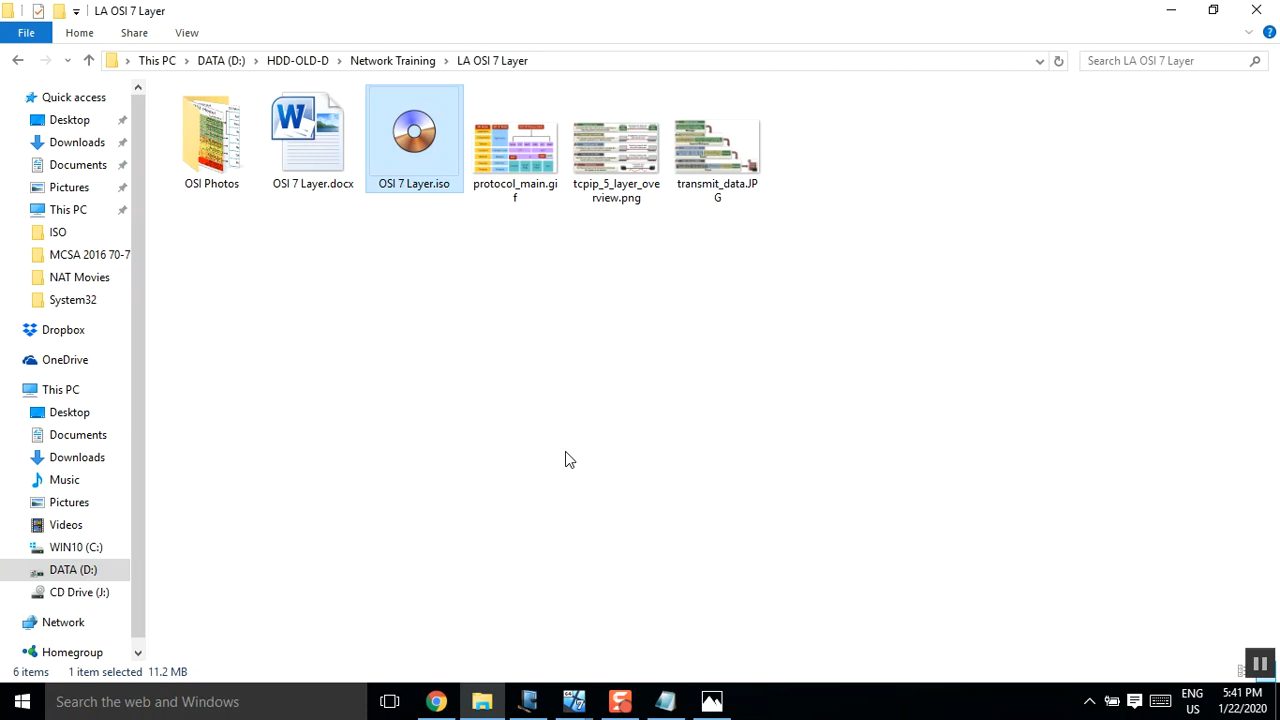 LA OSI 7 Layer
File Home Share View
This PC DATA (D:) HDD-OLD-D Network Training LA OSI 7 Layer Search LA OSI 7 Layer
Quick access
Desktop
Downloads
Documents
Pictures
This PC
ISO
MCSA 2016 70-7
NAT Movies
System32
Dropbox
OneDrive
This PC
Desktop
Documents
Downloads
Music
Pictures
Videos
WIN10 (C:)
DATA (D:)
CD Drive (J:)
Network
Homegroup
OSI Photos
OSI 7 Layer.docx
OSI 7 Layer.iso
protocol_main.gi
f
tcpip_5_layer_ove
rview.png
transmit_data.JP
G
6 items 1 item selected 11.2 MB
Search the web and Windows
ENG
US
5:41 PM
1/22/2020